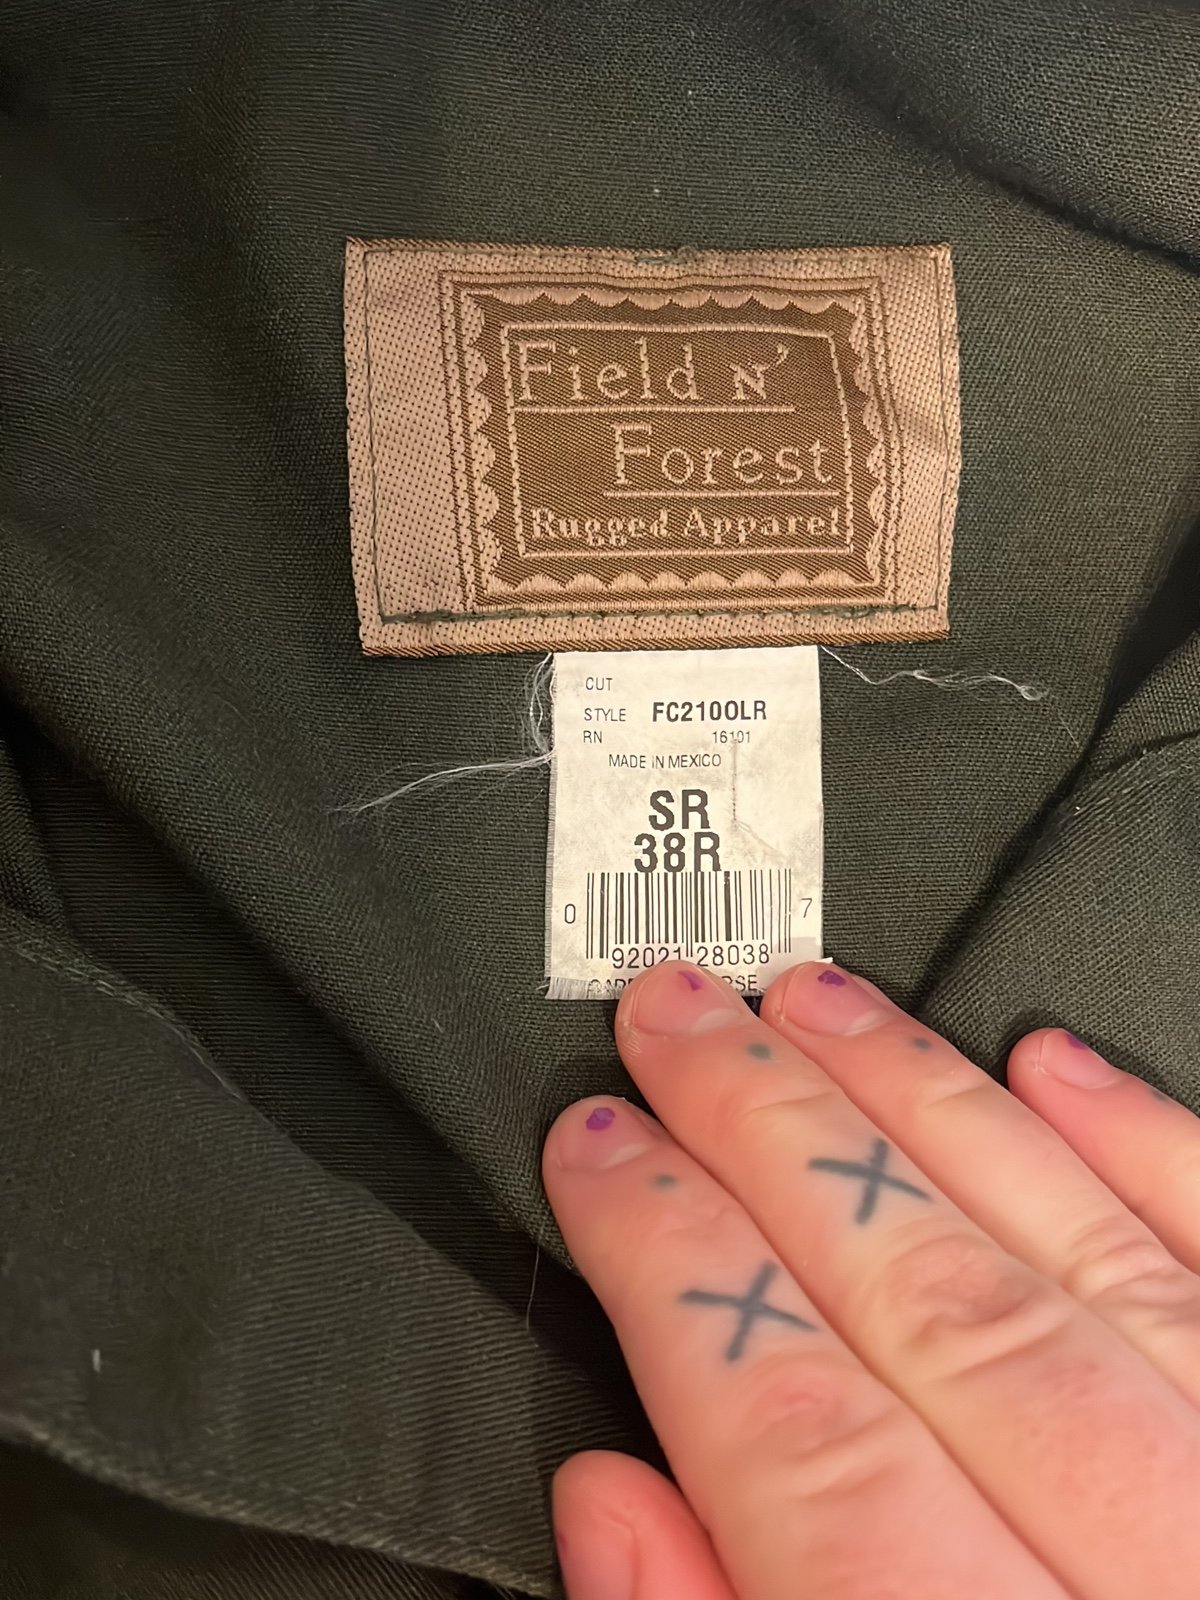 Field N'
Forest
Rugged Apparel
CUT
STYLE FC2100LR
RN 16101
MADE IN MEXICO
SR
38R
0 7
92021 28038